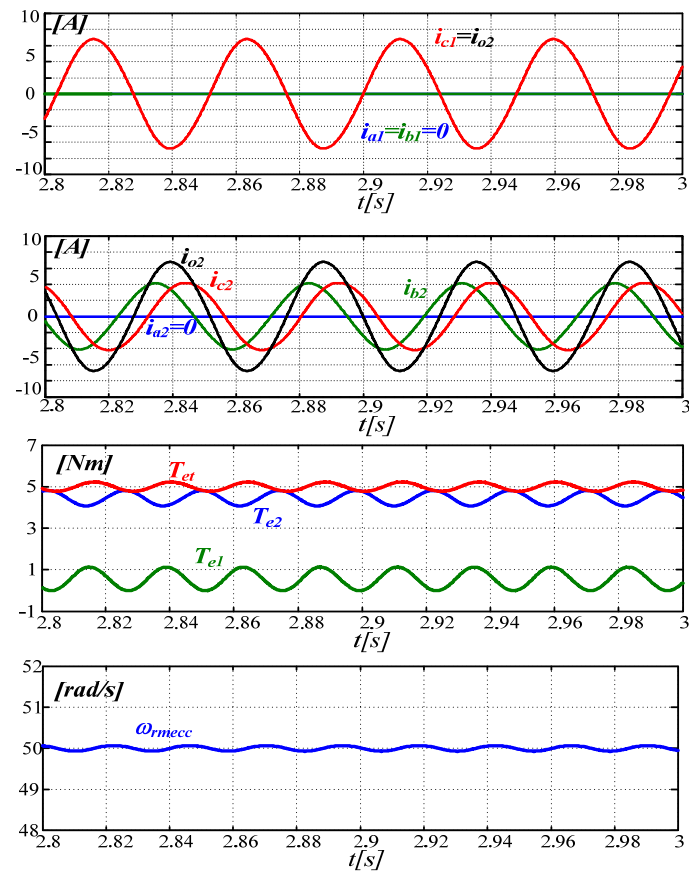 10
[A]
i_c1=i_o2
5
0
i_a1=i_b1=0
-5
-10
2.8 2.82 2.84 2.86 2.88 2.9 2.92 2.94 2.96 2.98 3
t[s]
10
[A]
i_o2
i_c2
i_b2
5
0
i_a2=0
-5
-10
2.8 2.82 2.84 2.86 2.88 2.9 2.92 2.94 2.96 2.98 3
t[s]
7
[Nm]
T_et
5
T_e2
3
T_e1
1
-1
2.8 2.82 2.84 2.86 2.88 2.9 2.92 2.94 2.96 2.98 3
t[s]
52
[rad/s]
51
ω_rmecc
50
49
48
2.8 2.82 2.84 2.86 2.88 2.9 2.92 2.94 2.96 2.98 3
t[s]